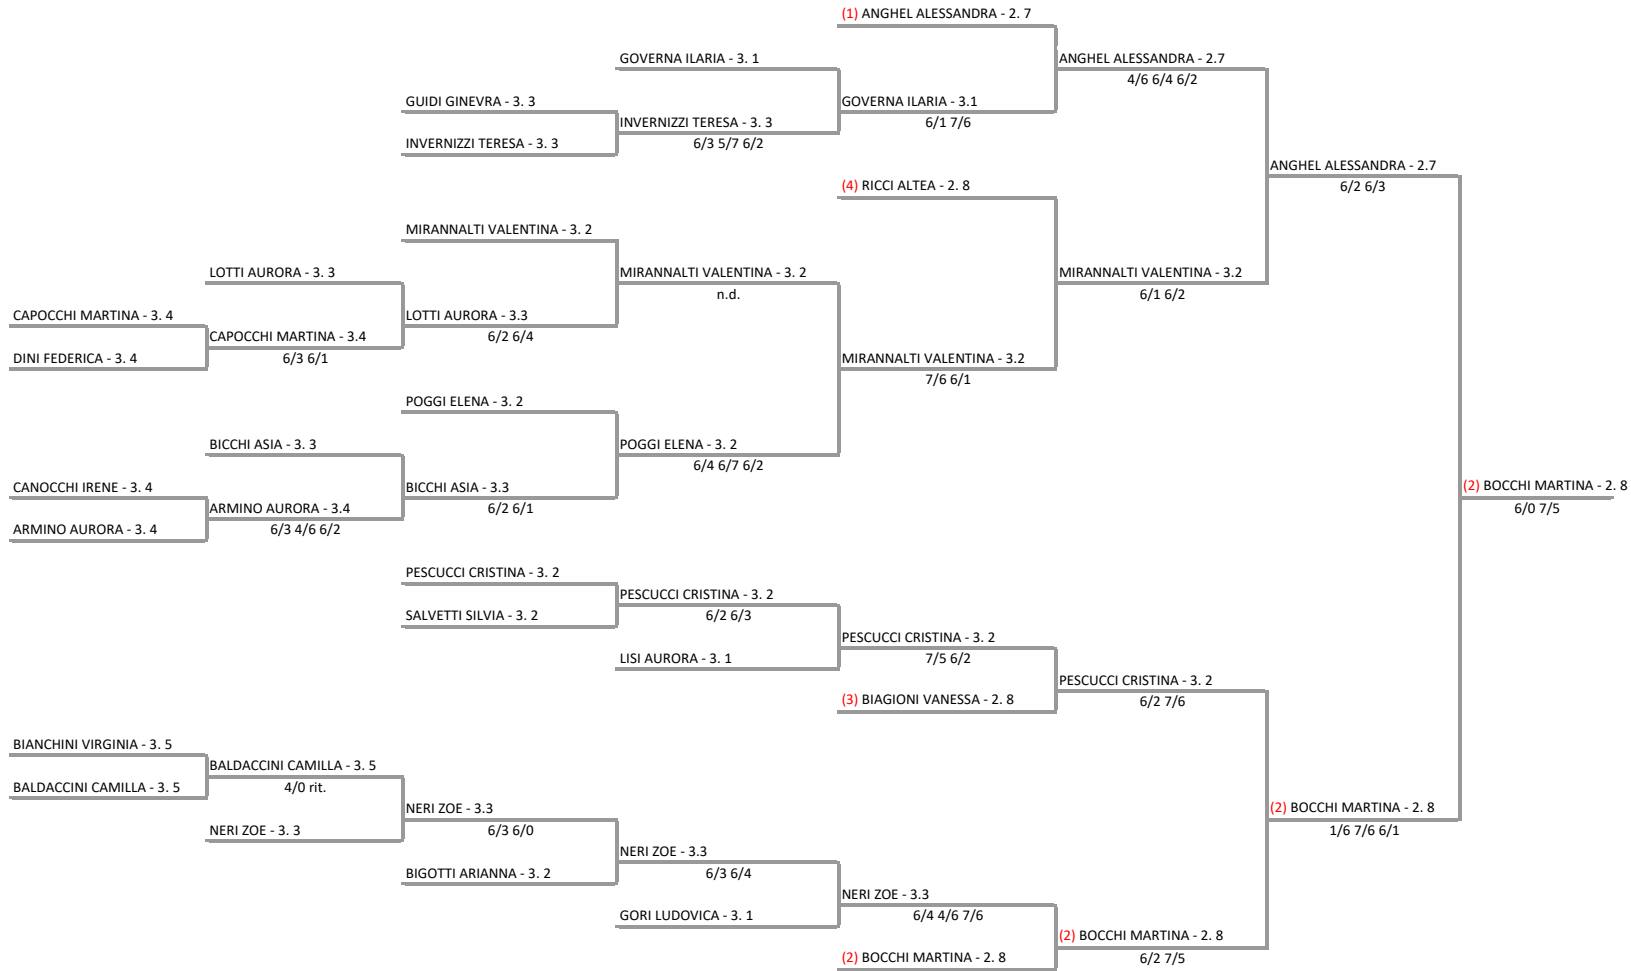 (1) ANGHEL ALESSANDRA - 2. 7
GOVERNA ILARIA - 3. 1
ANGHEL ALESSANDRA - 2.7
4/6 6/4 6/2
GUIDI GINEVRA - 3. 3
GOVERNA ILARIA - 3.1
6/1 7/6
INVERNIZZI TERESA - 3. 3
6/3 5/7 6/2
INVERNIZZI TERESA - 3. 3
ANGHEL ALESSANDRA - 2.7
6/2 6/3
(4) RICCI ALTEA - 2. 8
MIRANNALTI VALENTINA - 3. 2
LOTTI AURORA - 3. 3
MIRANNALTI VALENTINA - 3. 2
n.d.
MIRANNALTI VALENTINA - 3.2
6/1 6/2
CAPOCCHI MARTINA - 3. 4
LOTTI AURORA - 3.3
6/2 6/4
CAPOCCHI MARTINA - 3.4
6/3 6/1
DINI FEDERICA - 3. 4
MIRANNALTI VALENTINA - 3.2
7/6 6/1
POGGI ELENA - 3. 2
BICCHI ASIA - 3. 3
POGGI ELENA - 3. 2
6/4 6/7 6/2
CANOCCHI IRENE - 3. 4
BICCHI ASIA - 3.3
6/2 6/1
(2) BOCCHI MARTINA - 2. 8
6/0 7/5
ARMINO AURORA - 3.4
6/3 4/6 6/2
ARMINO AURORA - 3. 4
PESCUCCI CRISTINA - 3. 2
PESCUCCI CRISTINA - 3. 2
6/2 6/3
SALVETTI SILVIA - 3. 2
PESCUCCI CRISTINA - 3. 2
7/5 6/2
LISI AURORA - 3. 1
PESCUCCI CRISTINA - 3. 2
6/2 7/6
(3) BIAGIONI VANESSA - 2. 8
BIANCHINI VIRGINIA - 3. 5
BALDACCINI CAMILLA - 3. 5
4/0 rit.
BALDACCINI CAMILLA - 3. 5
NERI ZOE - 3.3
6/3 6/0
(2) BOCCHI MARTINA - 2. 8
1/6 7/6 6/1
NERI ZOE - 3. 3
NERI ZOE - 3.3
6/3 6/4
BIGOTTI ARIANNA - 3. 2
NERI ZOE - 3.3
6/4 4/6 7/6
GORI LUDOVICA - 3. 1
(2) BOCCHI MARTINA - 2. 8
6/2 7/5
(2) BOCCHI MARTINA - 2. 8